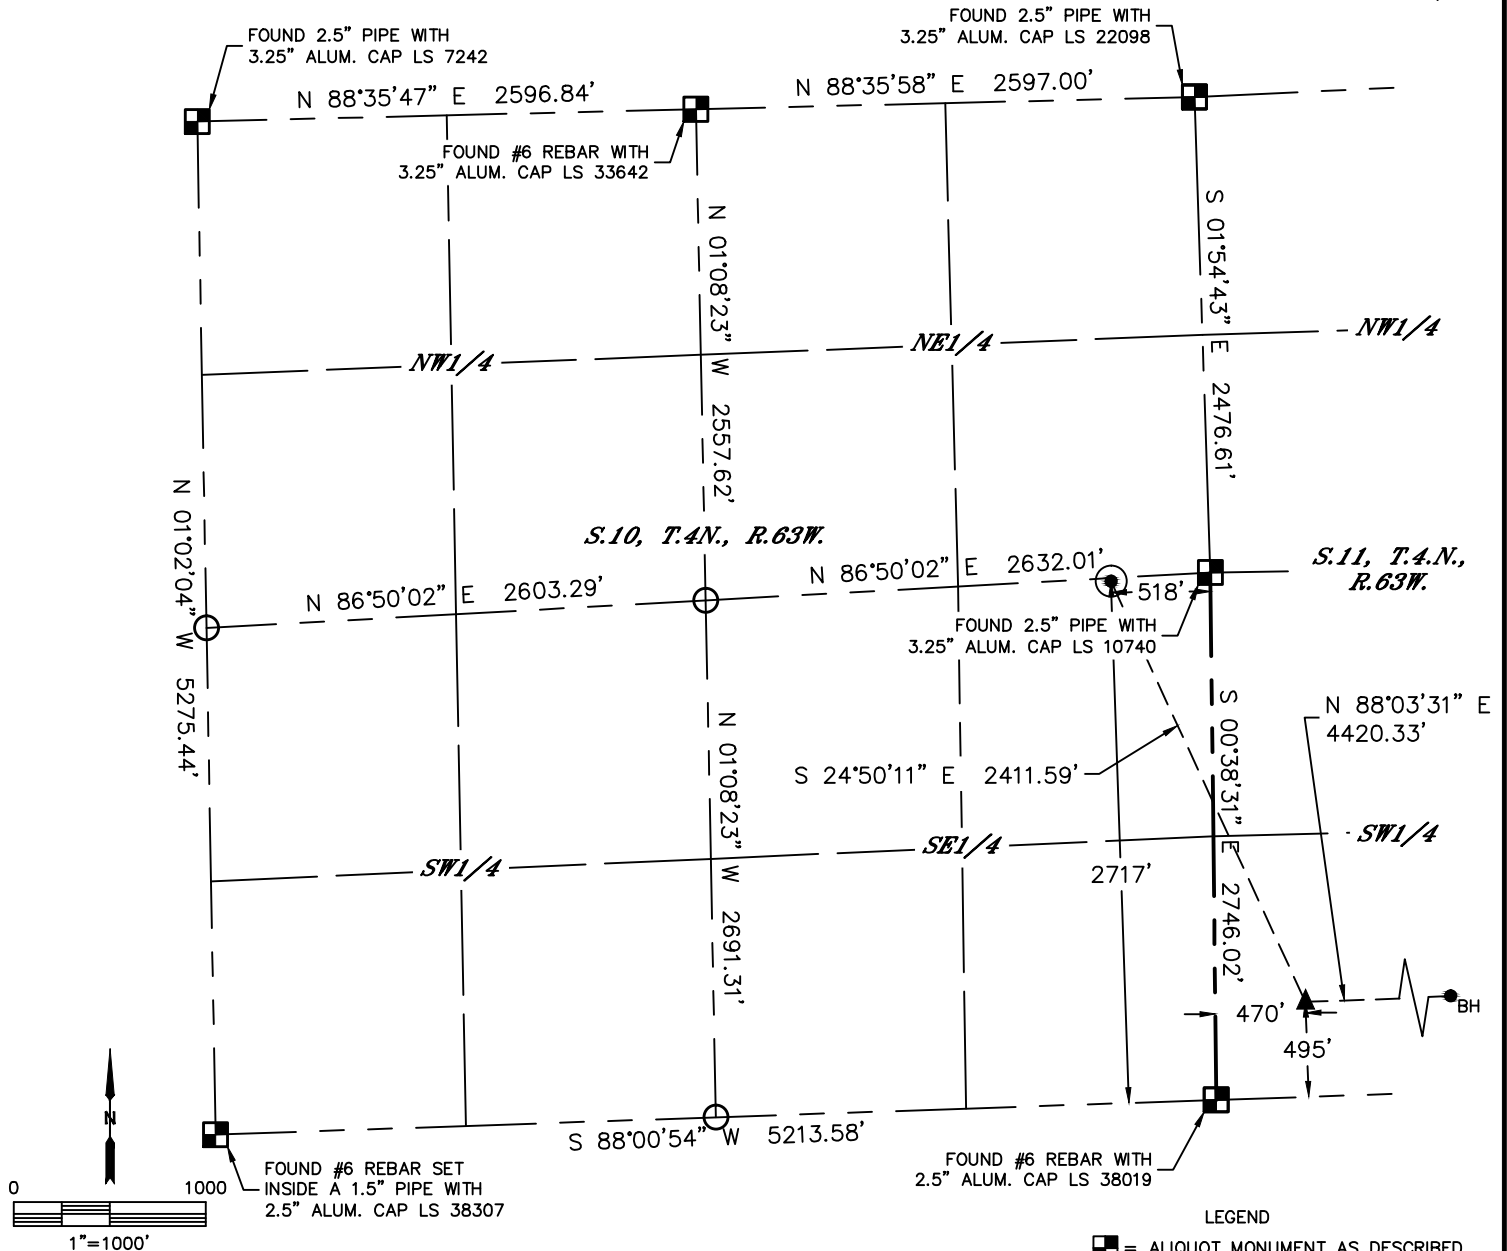 FOUND 2.5" PIPE WITH
3.25" ALUM. CAP LS 7242
FOUND 2.5" PIPE WITH
3.25" ALUM. CAP LS 22098
N 88°35'47" E 2596.84'
N 88°35'58" E 2597.00'
FOUND #6 REBAR WITH
3.25" ALUM. CAP LS 33642
N 01°08'23" W 2557.62'
S 01°54'43" E 2476.61'
NW1/4
NE1/4
NW1/4
N 01°02'04" W 5275.44'
S.10, T.4N., R.63W.
S.11, T.4.N.,
R.63W.
N 86°50'02" E 2603.29'
N 86°50'02" E 2632.01'
518'
FOUND 2.5" PIPE WITH
3.25" ALUM. CAP LS 10740
N 01°08'23" W 2691.31'
S 00°38'31" E 2746.02'
N 88°03'31" E
4420.33'
S 24°50'11" E 2411.59'
SW1/4
SE1/4
SW1/4
2717'
470'
BH
495'
N
S 88°00'54" W 5213.58'
FOUND #6 REBAR SET
INSIDE A 1.5" PIPE WITH
2.5" ALUM. CAP LS 38307
FOUND #6 REBAR WITH
2.5" ALUM. CAP LS 38019
0 1000
1"=1000'
LEGEND
= ALIQUOT MONUMENT AS DESCRIBED